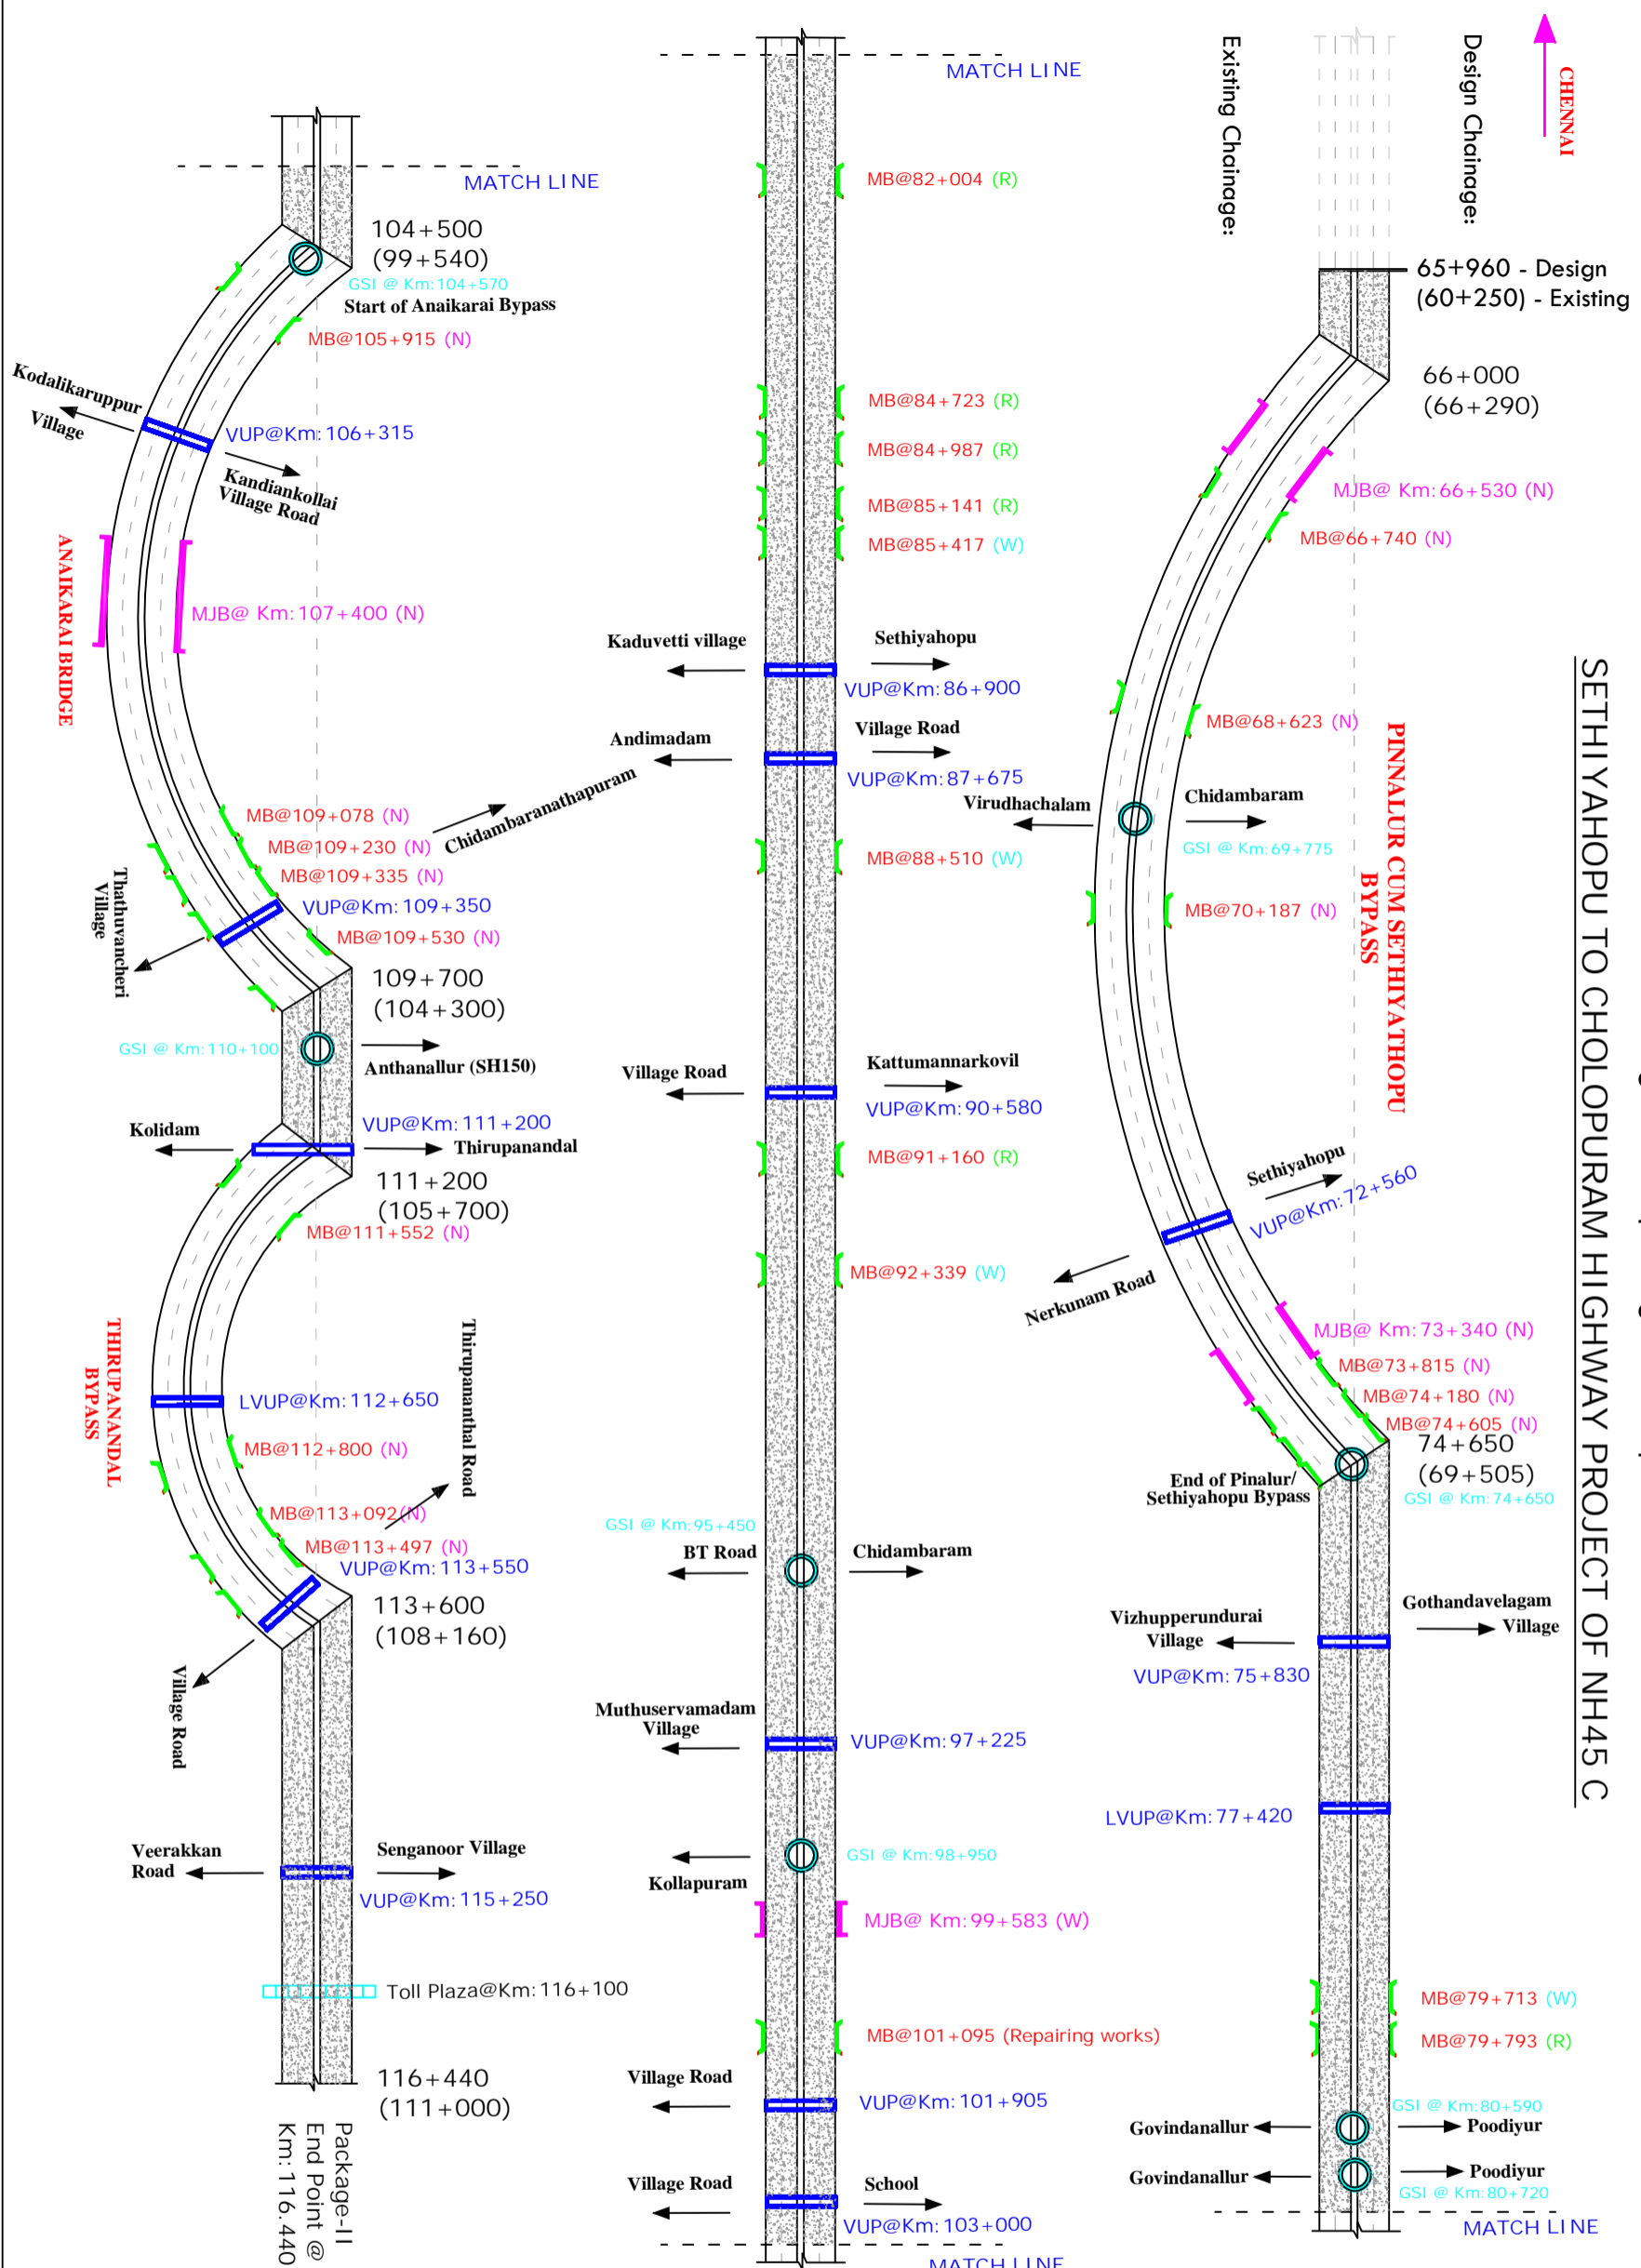 CHENNAI
Design Chainage:
Existing Chainage:
SETHIYAHOPU TO CHOLOPURAM HIGHWAY PROJECT OF NH45 C
65+960 - Design
(60+250) - Existing
66+000
(66+290)
MJB@ Km:66+530 (N)
MB@66+740 (N)
MB@68+623 (N)
PINNALUR CUM SETHIYATHOPU
BYPASS
Virudhachalam
Chidambaram
GSI @ Km:69+775
MB@70+187 (N)
Sethiyahopu
VUP@Km:72+560
Nerkunam Road
MJB@ Km:73+340 (N)
MB@73+815 (N)
MB@74+180 (N)
MB@74+605 (N)
74+650
(69+505)
GSI @ Km:74+650
End of Pinalur/
Sethiyahopu Bypass
Gothandavelagam
Village
Vizhupperundurai
Village
VUP@Km:75+830
LVUP@Km:77+420
MB@79+713 (W)
MB@79+793 (R)
GSI @ Km:80+590
Govindanallur
Poodiyur
Govindanallur
Poodiyur
GSI @ Km:80+720
MATCH LINE
MATCH LINE
MB@82+004 (R)
MB@84+723 (R)
MB@84+987 (R)
MB@85+141 (R)
MB@85+417 (W)
Kaduvetti village
Sethiyahopu
VUP@Km:86+900
Andimadam
Village Road
VUP@Km:87+675
MB@88+510 (W)
Village Road
Kattumannarkovil
VUP@Km:90+580
MB@91+160 (R)
MB@92+339 (W)
GSI @ Km:95+450
BT Road
Chidambaram
Muthuservamadam
Village
VUP@Km:97+225
GSI @ Km:98+950
Kollapuram
MJB@ Km:99+583 (W)
MB@101+095 (Repairing works)
Village Road
VUP@Km:101+905
Village Road
School
VUP@Km:103+000
MATCH LINE
MATCH LINE
104+500
(99+540)
GSI @ Km:104+570
Start of Anaikarai Bypass
MB@105+915 (N)
Kodalikaruppur
Village
VUP@Km:106+315
Kandiankollai
Village Road
ANAIKARAI BRIDGE
MJB@ Km:107+400 (N)
MB@109+078 (N)
Chidambaranathapuram
MB@109+230 (N)
MB@109+335 (N)
VUP@Km:109+350
Thathuvancheri
Village
MB@109+530 (N)
109+700
(104+300)
GSI @ Km:110+100
Anthanallur (SH150)
VUP@Km:111+200
Kolidam
Thirupanandal
111+200
(105+700)
MB@111+552 (N)
THIRUPANANDAL
BYPASS
Thirupananthal Road
LVUP@Km:112+650
MB@112+800 (N)
MB@113+092(N)
MB@113+497 (N)
VUP@Km:113+550
113+600
(108+160)
Village Road
Veerakkan
Road
Senganoor Village
VUP@Km:115+250
Toll Plaza@Km:116+100
116+440
(111+000)
Package-II
End Point @
Km:116.440